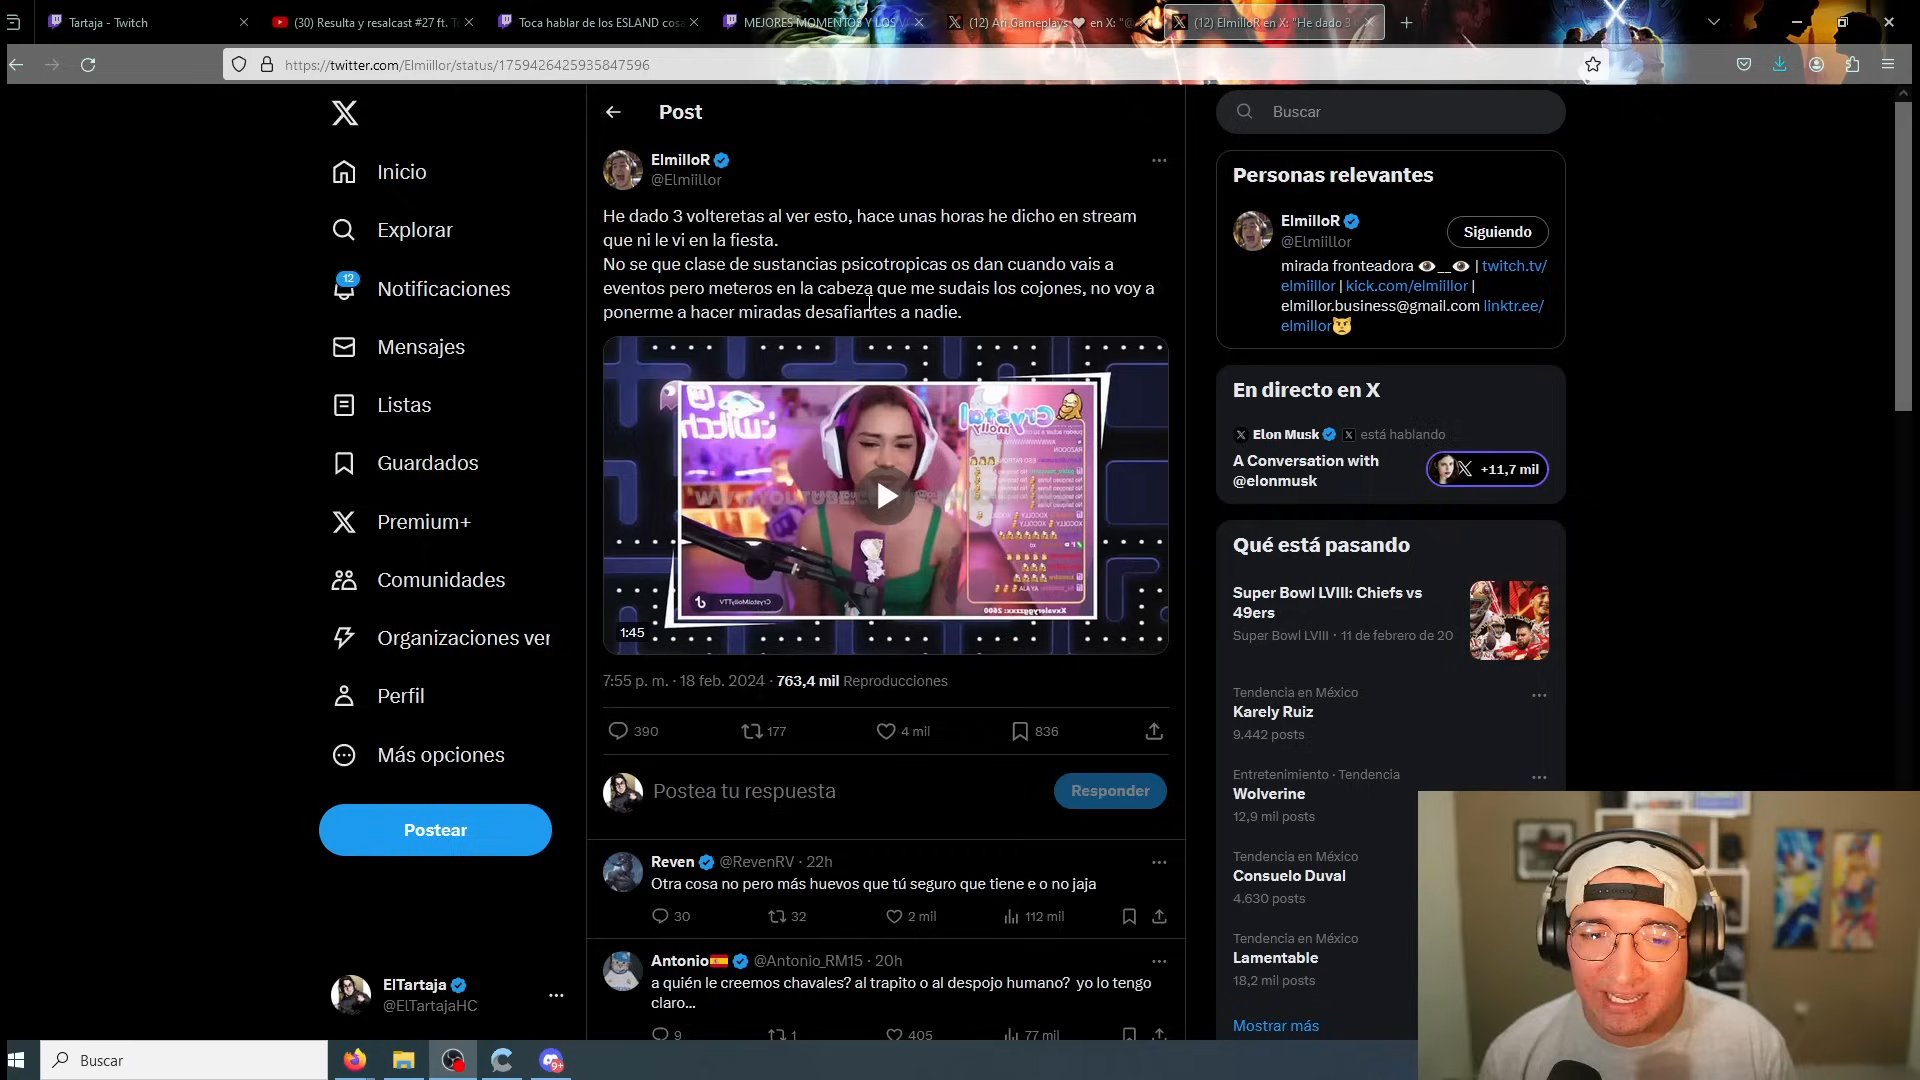 Tartaja - Twitch
(30) Resulta y resalcast #27 ft. T
Toca hablar de los ESLAND cosa
MEJORES MOMENTOS Y LOS
(12) Ari Gameplays ❤ en X: "@
(12) ElmilloR en X: "He dado 3
https://twitter.com/Elmiillor/status/1759426425935847596
Inicio
Explorar
12
Notificaciones
Mensajes
Listas
Guardados
Premium+
Comunidades
Organizaciones ver
Perfil
Más opciones
Postear
ElTartaja
@ElTartajaHC
Post
ElmilloR
@Elmiillor
He dado 3 volteretas al ver esto, hace unas horas he dicho en stream
que ni le vi en la fiesta.
No se que clase de sustancias psicotropicas os dan cuando vais a
eventos pero meteros en la cabeza que me sudais los cojones, no voy a
ponerme a hacer miradas desafiantes a nadie.
twitch
Crystal
molly
CrystalMollyTTV
Xxvalerygzzxx: 2600
1:45
7:55 p. m. · 18 feb. 2024 · 763,4 mil Reproducciones
390 177 4 mil 836
Postea tu respuesta
Responder
Reven @RevenRV · 22h
Otra cosa no pero más huevos que tú seguro que tiene e o no jaja
30 32 2 mil 112 mil
Antonio🇪🇸 @Antonio_RM15 · 20h
a quién le creemos chavales? al trapito o al despojo humano? yo lo tengo
claro...
9 1 405 77 mil
Buscar
Personas relevantes
ElmilloR
@Elmiillor
Siguiendo
mirada fronteadora 👁️__👁️ | twitch.tv/
elmiillor | kick.com/elmiillor |
elmillor.business@gmail.com linktr.ee/
elmillor😾
En directo en X
Elon Musk está hablando
A Conversation with
@elonmusk
+11,7 mil
Qué está pasando
Super Bowl LVIII: Chiefs vs
49ers
Super Bowl LVIII · 11 de febrero de 20
Tendencia en México
Karely Ruiz
9.442 posts
Entretenimiento · Tendencia
Wolverine
12,9 mil posts
Tendencia en México
Consuelo Duval
4.630 posts
Tendencia en México
Lamentable
18,2 mil posts
Mostrar más
Buscar
9+